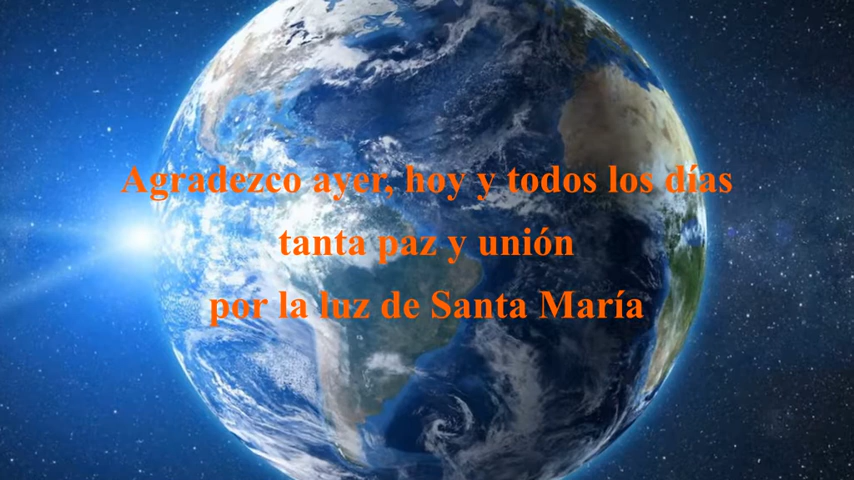 Agradezco ayer, hoy y todos los días
tanta paz y unión
por la luz de Santa María